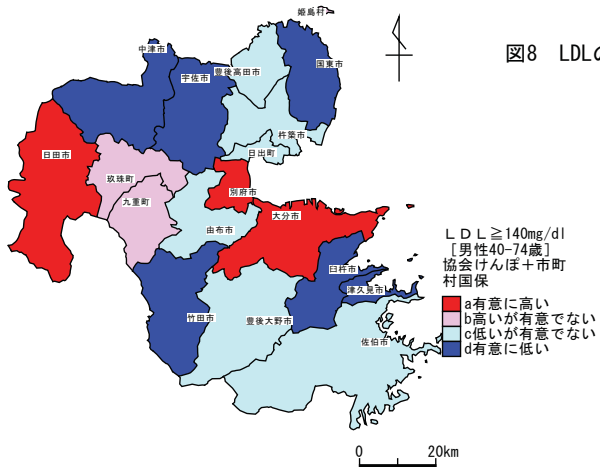 姫島村
図8 LDLの
中津市
宇佐市
豊後高田市
国東市
杵築市
日出町
日田市
玖珠町
別府市
九重町
大分市
由布市
臼杵市
津久見市
竹田市
豊後大野市
佐伯市
LDL≧140mg/dl
[男性40-74歳]
協会けんぽ+市町
村国保
a有意に高い
b高いが有意でない
c低いが有意でない
d有意に低い
0 20km